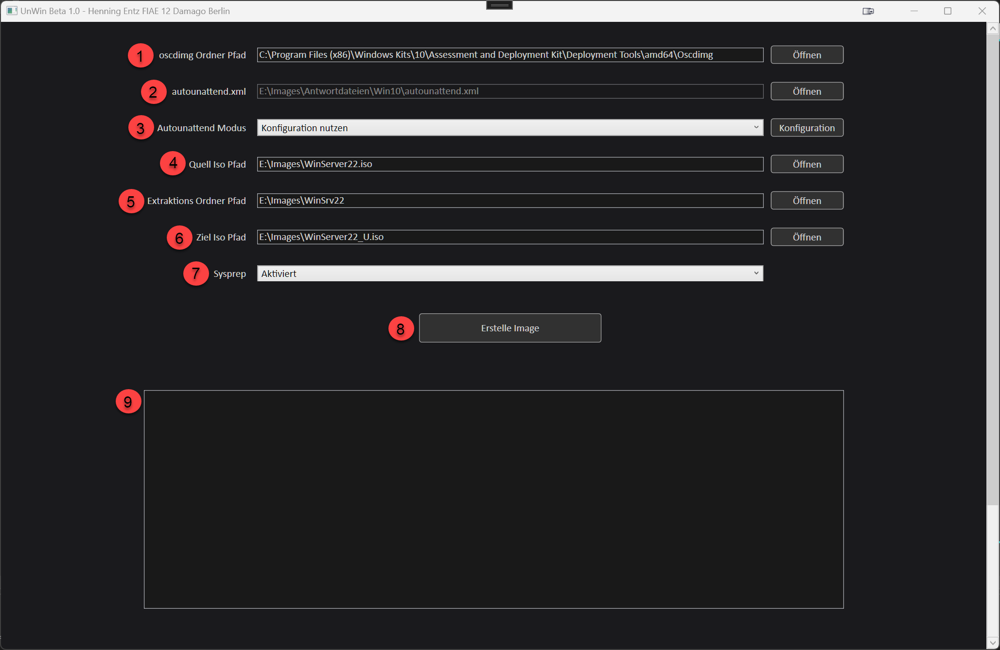 UnWin Beta 1.0 - Henning Entz FIAE 12 Damago Berlin
1 oscdimg Ordner Pfad C:\Program Files (x86)\Windows Kits\10\Assessment and Deployment Kit\Deployment Tools\amd64\Oscdimg Öffnen
2 autounattend.xml E:\Images\Antwortdateien\Win10\autounattend.xml Öffnen
3 Autounattend Modus Konfiguration nutzen Konfiguration
4 Quell Iso Pfad E:\Images\WinServer22.iso Öffnen
5 Extraktions Ordner Pfad E:\Images\WinSrv22 Öffnen
6 Ziel Iso Pfad E:\Images\WinServer22_U.iso Öffnen
7 Sysprep Aktiviert
8 Erstelle Image
9